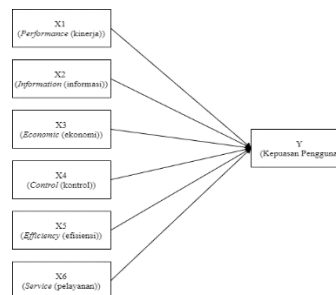 X1
(Performance (kinerja))
X2
(Information (informasi))
X3
(Economic (ekonomi))
X4
(Control (kontrol))
X5
(Efficiency (efisiensi))
X6
(Service (pelayanan))
Y
(Kepuasan Pengguna)